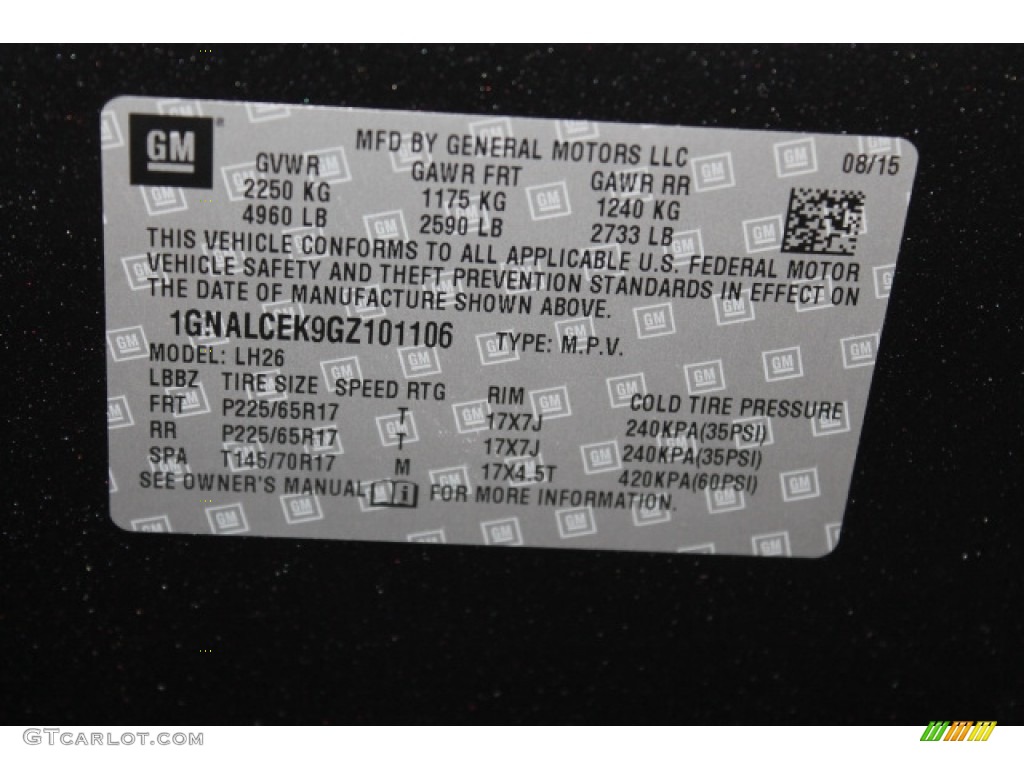 GM
MFD BY GENERAL MOTORS LLC
08/15
GVWR GAWR FRT GAWR RR
2250 KG 1175 KG 1240 KG
4960 LB 2590 LB 2733 LB
THIS VEHICLE CONFORMS TO ALL APPLICABLE U.S. FEDERAL MOTOR
VEHICLE SAFETY AND THEFT PREVENTION STANDARDS IN EFFECT ON
THE DATE OF MANUFACTURE SHOWN ABOVE.
1GNALCEK9GZ101106 TYPE: M.P.V.
MODEL: LH26
LBBZ TIRE SIZE SPEED RTG RIM COLD TIRE PRESSURE
FRT P225/65R17 T 17X7J 240KPA(35PSI)
RR P225/65R17 T 17X7J 240KPA(35PSI)
SPA T145/70R17 M 17X4.5T 420KPA(60PSI)
SEE OWNER'S MANUAL FOR MORE INFORMATION.
GTCARLOT.COM